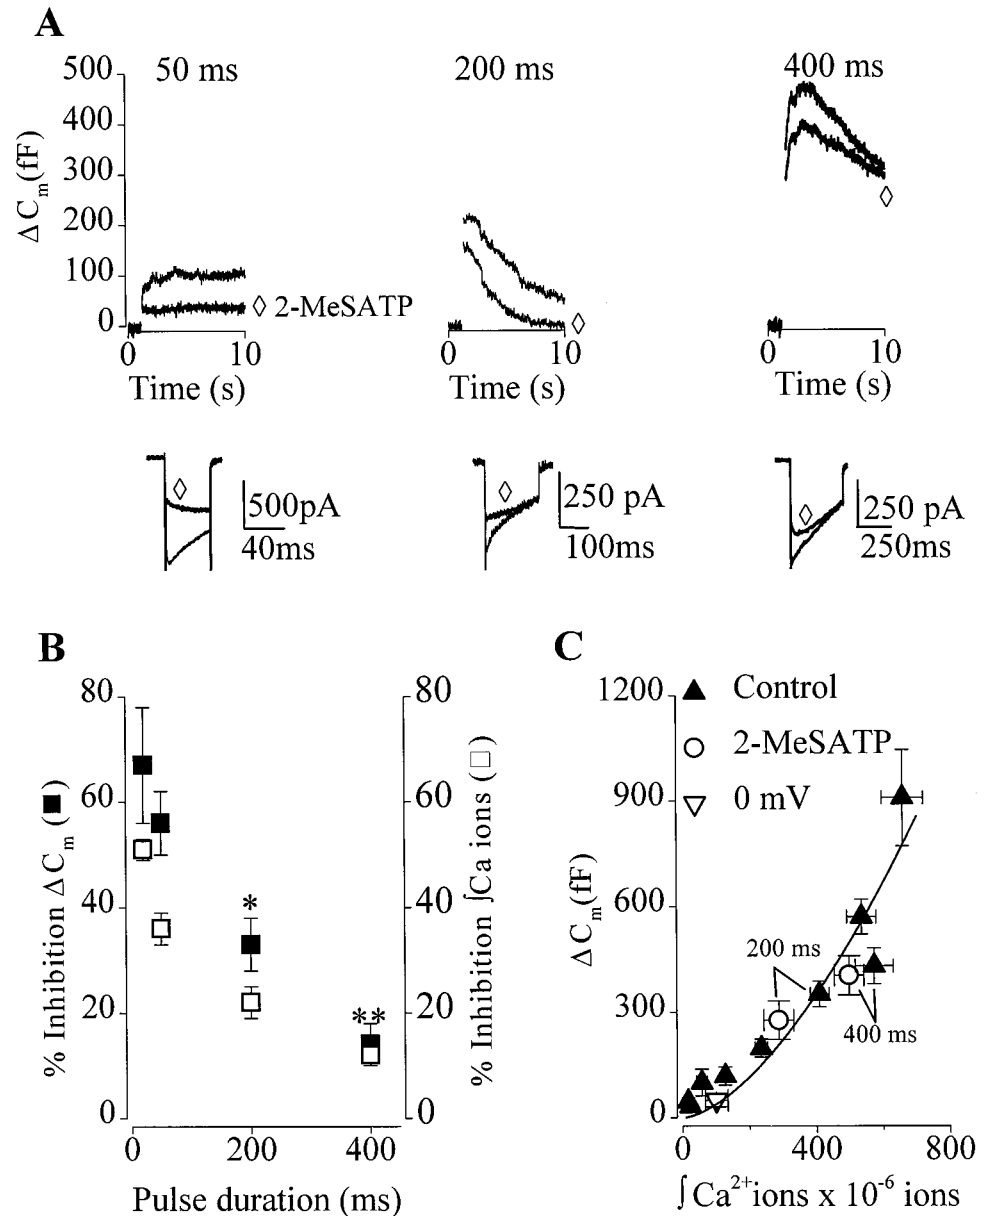 A
50 ms
200 ms
400 ms
500
400
300
200
100
0
ΔCm(fF)
◊ 2-MeSATP
◊
◊
0
10
0
10
0
10
Time (s)
Time (s)
Time (s)
◊
500pA
40ms
◊
250 pA
100ms
◊
250 pA
250ms
B
80
60
40
20
0
% Inhibition ΔCm (■)
80
60
40
20
0
% Inhibition ∫Ca ions (□)
*
**
0
200
400
Pulse duration (ms)
C
1200
900
600
300
0
ΔCm(fF)
▲ Control
○ 2-MeSATP
▽ 0 mV
200 ms
400 ms
0
400
800
∫Ca2+ions x 10-6 ions